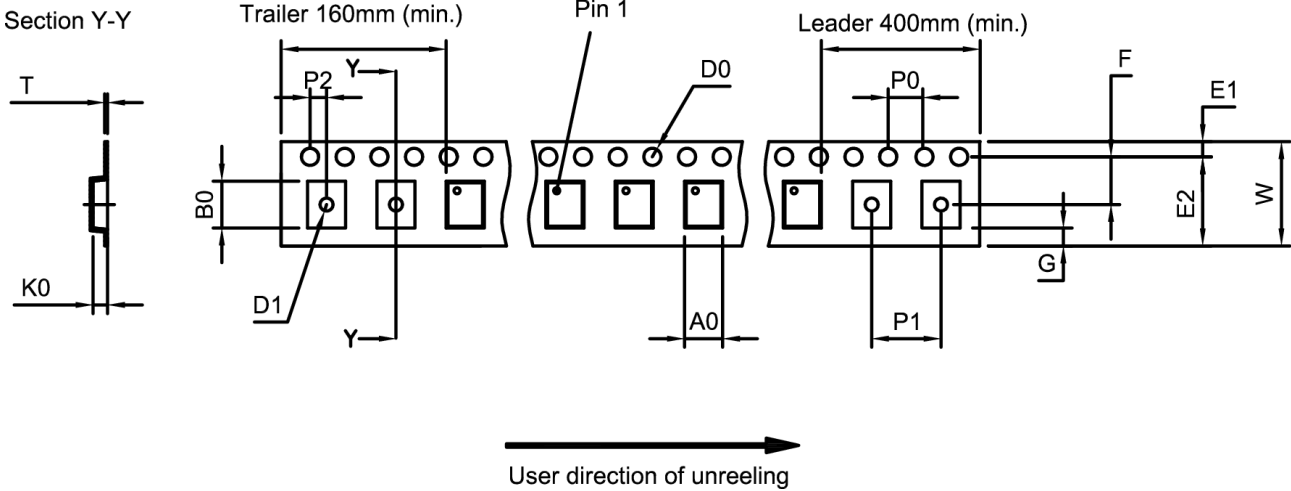 Section Y-Y
Trailer 160mm (min.)
Pin 1
Leader 400mm (min.)
T
P2
Y
D0
P0
F
E1
B0
E2
W
K0
D1
Y
A0
P1
G
User direction of unreeling